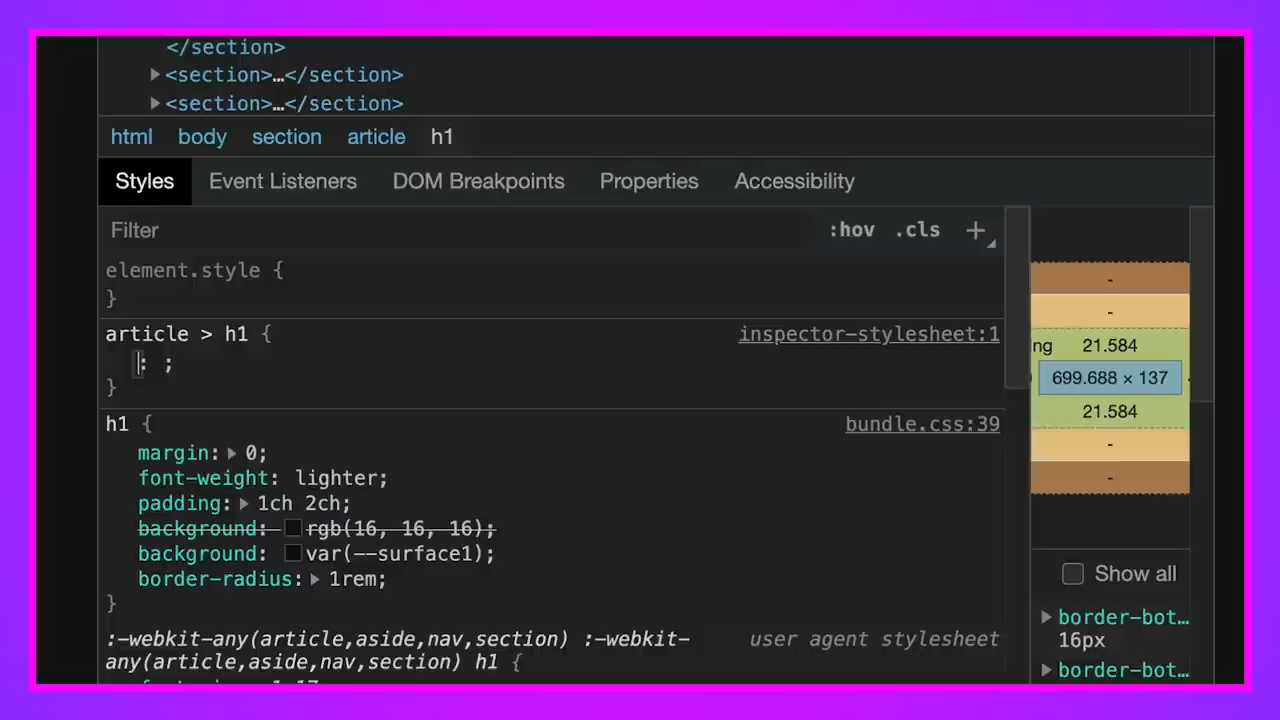 </section>
▶<section>…</section>
▶<section>…</section>
html body section article h1
Styles Event Listeners DOM Breakpoints Properties Accessibility
Filter :hov .cls +
element.style {
}
article > h1 { inspector-stylesheet:1
: ;
}
h1 { bundle.css:39
margin:▶ 0;
font-weight: lighter;
padding:▶ 1ch 2ch;
background: rgb(16, 16, 16);
background: var(--surface1);
border-radius:▶ 1rem;
}
:-webkit-any(article,aside,nav,section) :-webkit- user agent stylesheet
any(article,aside,nav,section) h1 {
-
-
ng 21.584
699.688 × 137 -
21.584
-
-
Show all
▶ border-bot…
16px
▶ border-bot…